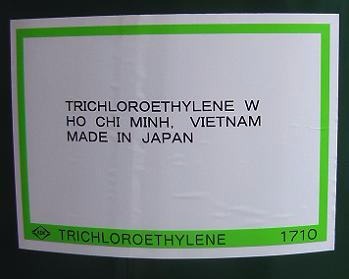 TRICHLOROETHYLENE W
HO CHI MINH, VIETNAM
MADE IN JAPAN
TRICHLOROETHYLENE 1710